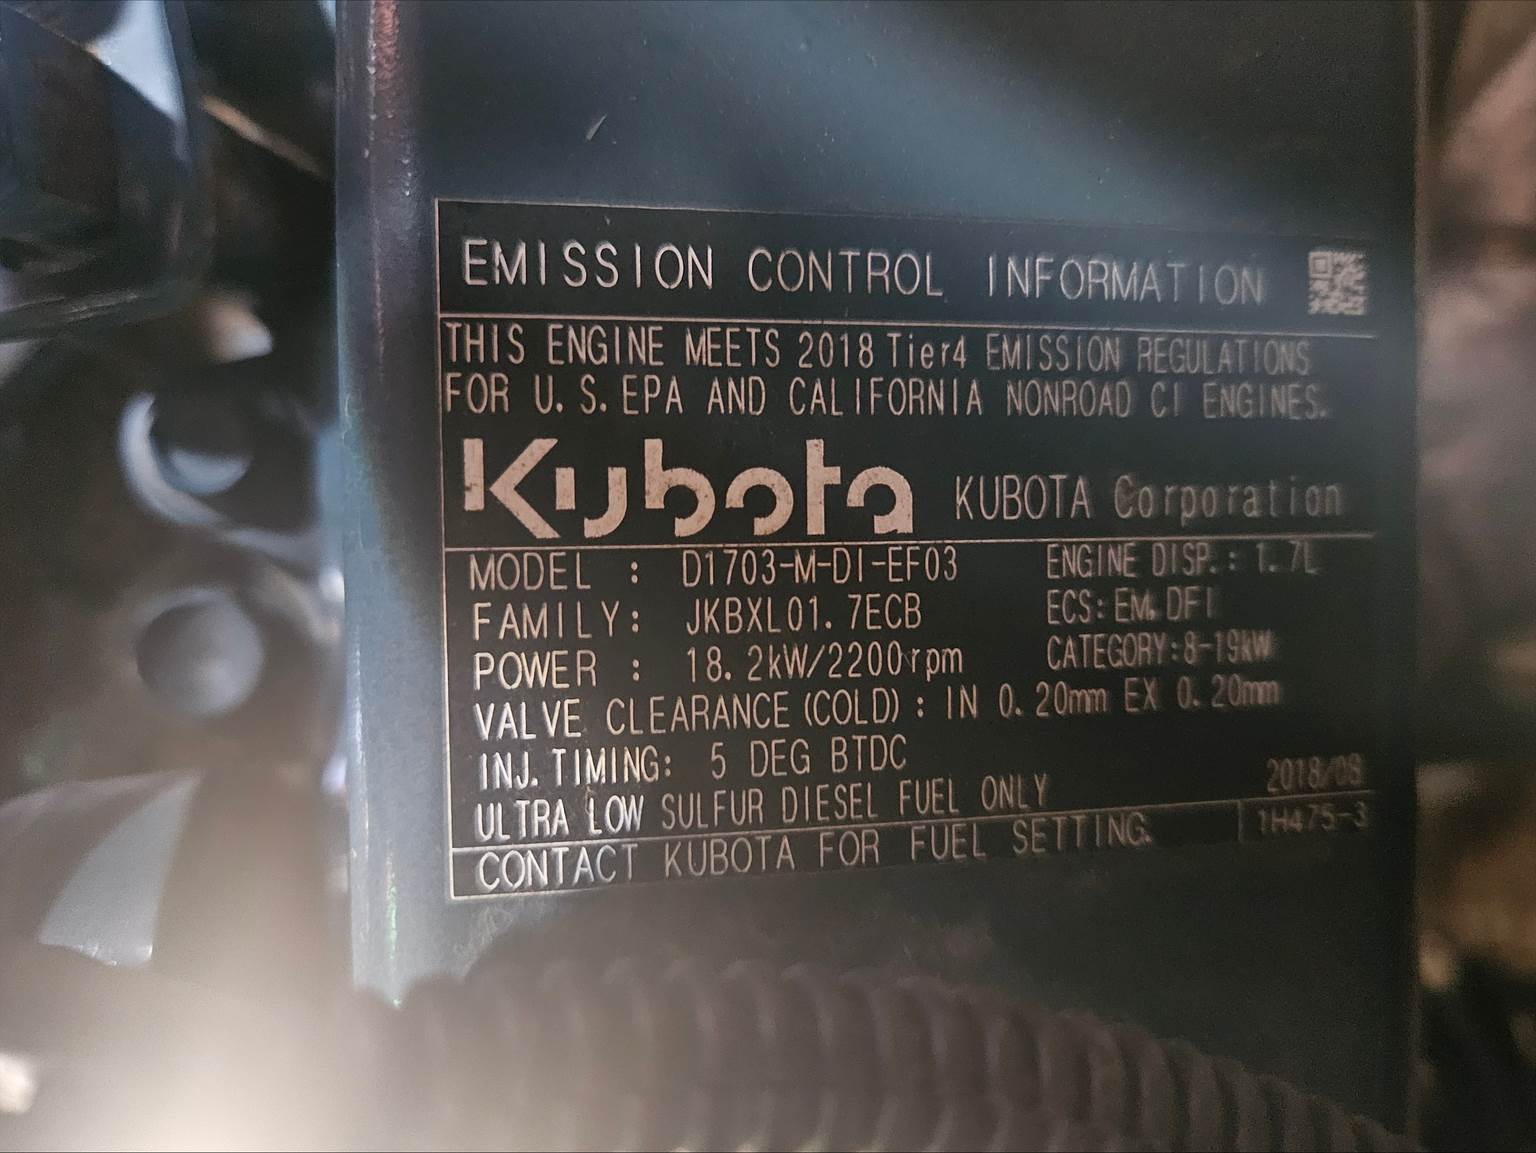 EMISSION CONTROL INFORMATION
THIS ENGINE MEETS 2018 Tier4 EMISSION REGULATIONS
FOR U.S. EPA AND CALIFORNIA NONROAD CI ENGINES.
Kubota KUBOTA Corporation
MODEL : D1703-M-DI-EF03 ENGINE DISP.: 1.7L
FAMILY: JKBXL01.7ECB ECS: EM, DFI
POWER : 18.2kW/2200rpm CATEGORY:8-19kW
VALVE CLEARANCE (COLD) : IN 0.20mm EX 0.20mm
INJ. TIMING: 5 DEG BTDC
ULTRA LOW SULFUR DIESEL FUEL ONLY
CONTACT KUBOTA FOR FUEL SETTING. 1H475-3